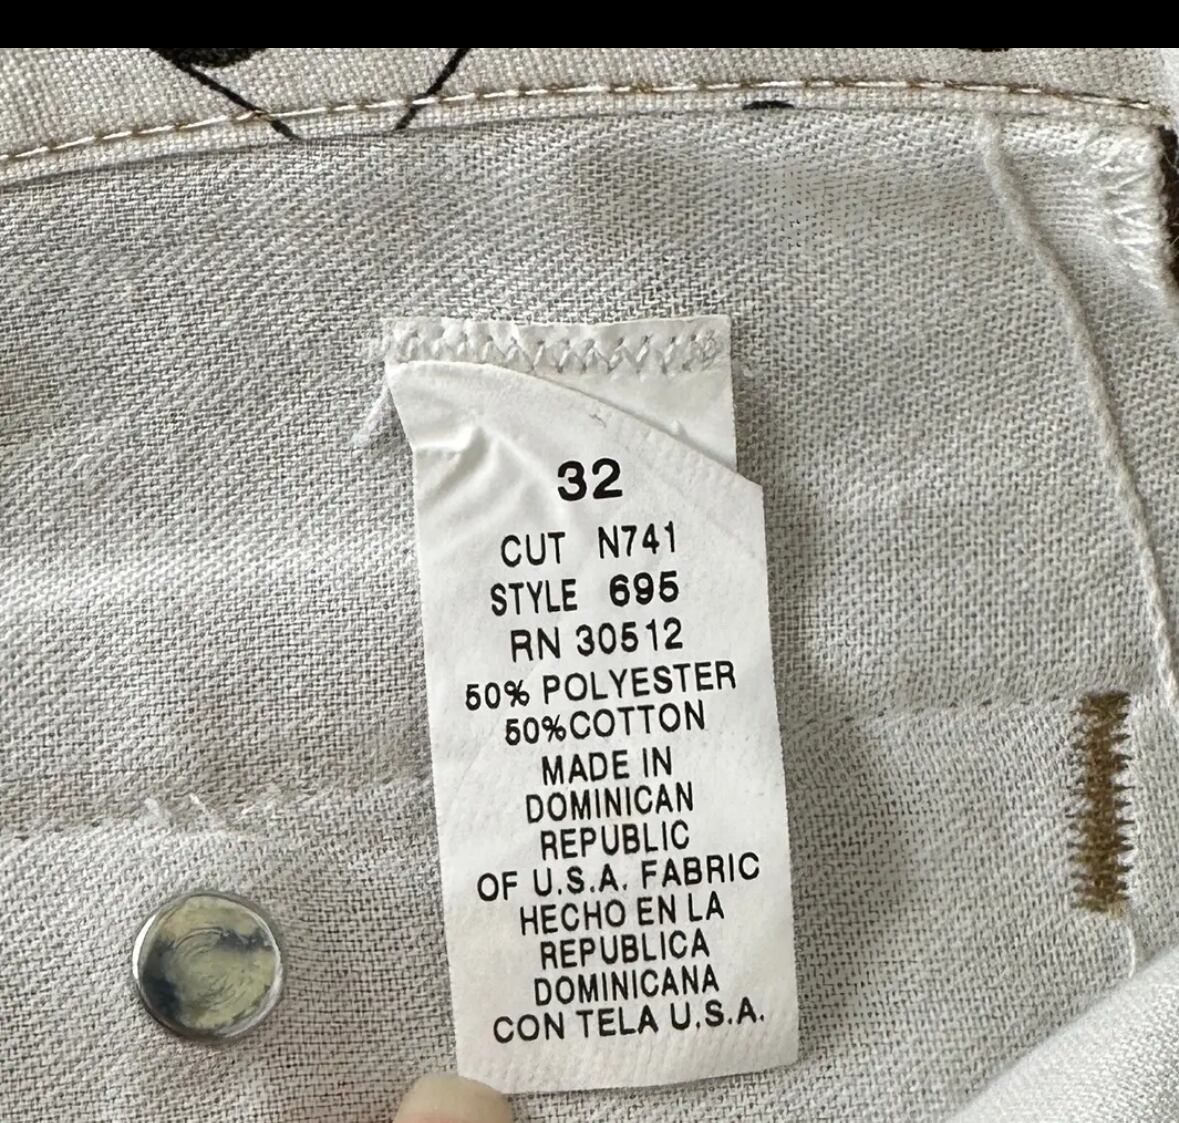 32
CUT N741
STYLE 695
RN 30512
50% POLYESTER
50%COTTON
MADE IN
DOMINICAN
REPUBLIC
OF U.S.A. FABRIC
HECHO EN LA
REPUBLICA
DOMINICANA
CON TELA U.S.A.